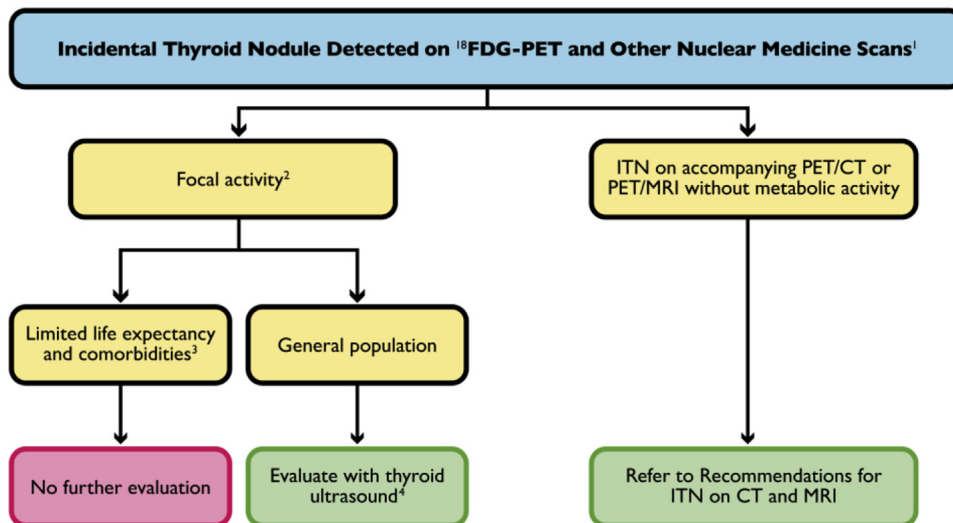 Incidental Thyroid Nodule Detected on ¹⁸FDG-PET and Other Nuclear Medicine Scans¹
Focal activity²
ITN on accompanying PET/CT or
PET/MRI without metabolic activity
Limited life expectancy
and comorbidities³
General population
No further evaluation
Evaluate with thyroid
ultrasound⁴
Refer to Recommendations for
ITN on CT and MRI